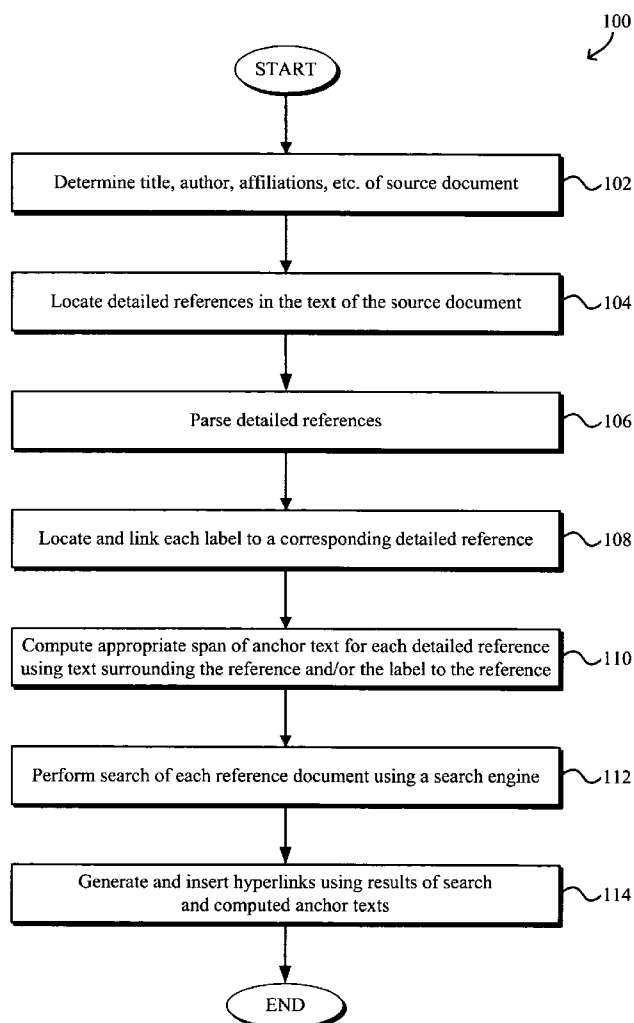 100
START
Determine title, author, affiliations, etc. of source document
102
Locate detailed references in the text of the source document
104
Parse detailed references
106
Locate and link each label to a corresponding detailed reference
108
Compute appropriate span of anchor text for each detailed reference
using text surrounding the reference and/or the label to the reference
110
Perform search of each reference document using a search engine
112
Generate and insert hyperlinks using results of search
and computed anchor texts
114
END